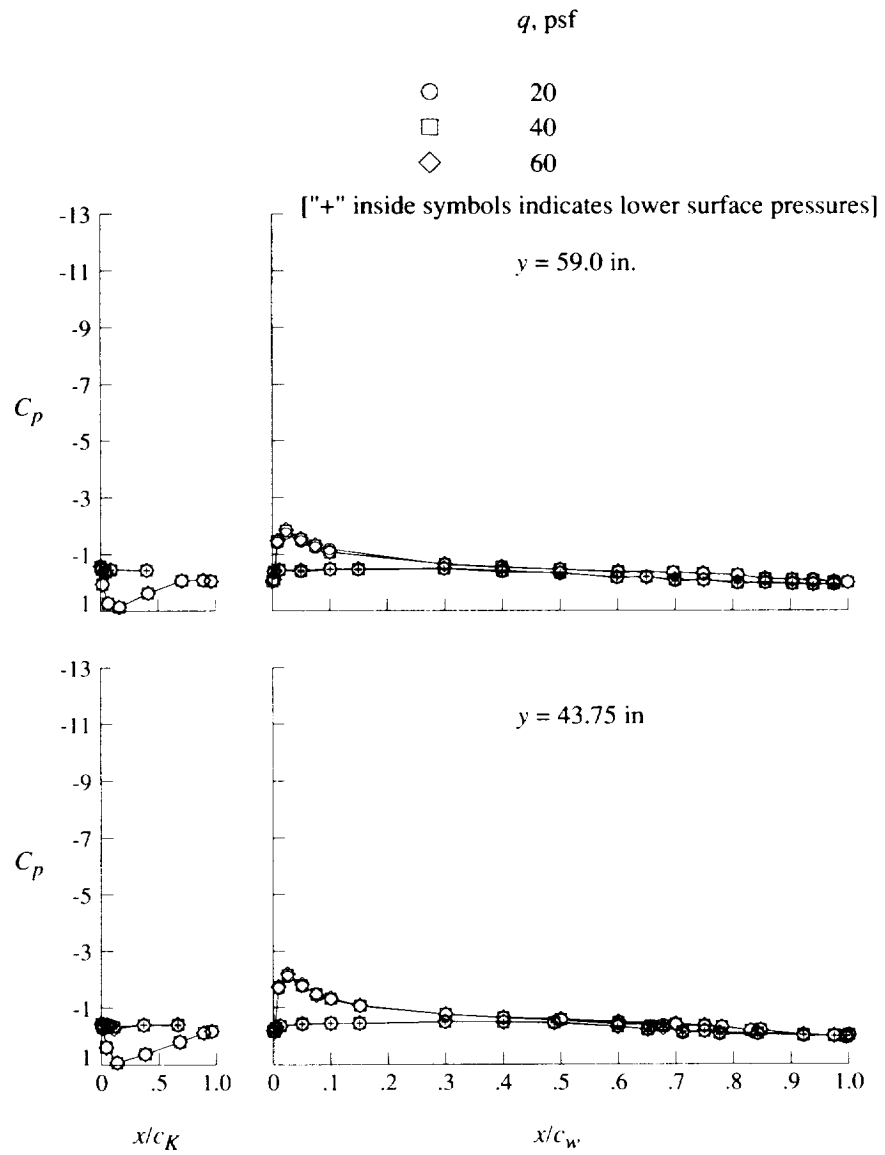 q, psf
20
40
60
["+" inside symbols indicates lower surface pressures]
y = 59.0 in.
-13
-11
-9
-7
-5
-3
-1
1
C_p
y = 43.75 in
-13
-11
-9
-7
-5
-3
-1
1
C_p
0 .5 1.0
0 .1 .2 .3 .4 .5 .6 .7 .8 .9 1.0
x/c_K
x/c_w